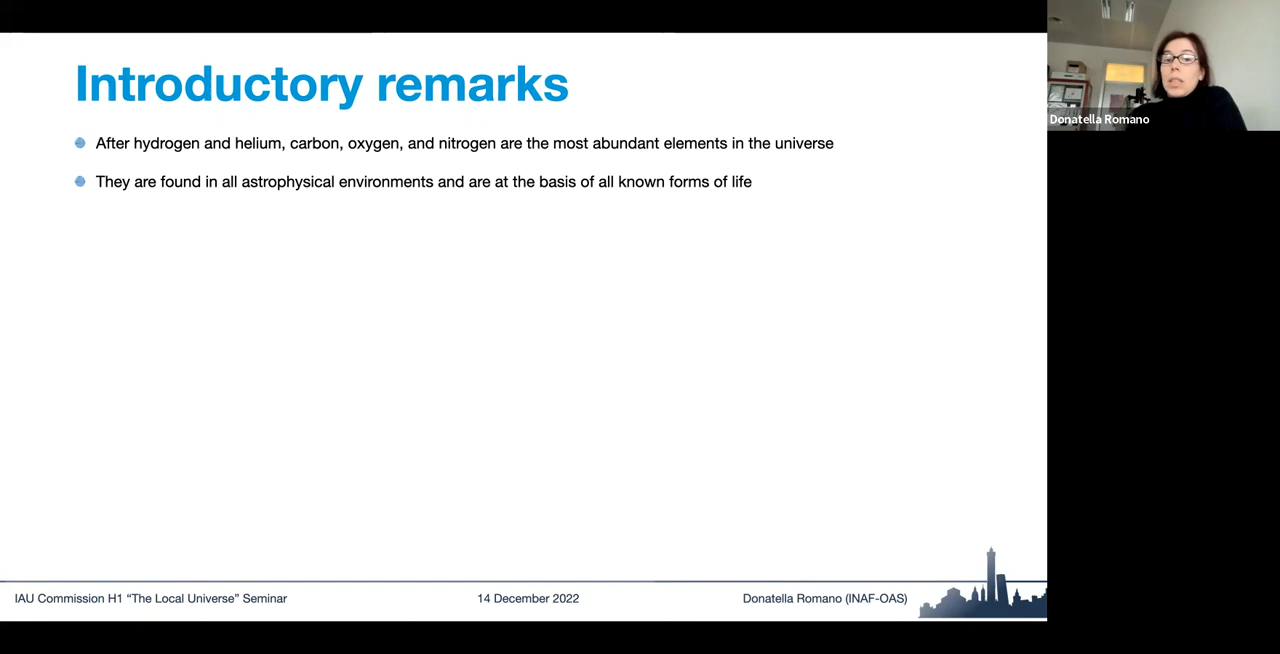 Introductory remarks
After hydrogen and helium, carbon, oxygen, and nitrogen are the most abundant elements in the universe
They are found in all astrophysical environments and are at the basis of all known forms of life
IAU Commission H1 “The Local Universe” Seminar
14 December 2022
Donatella Romano (INAF-OAS)
Donatella Romano